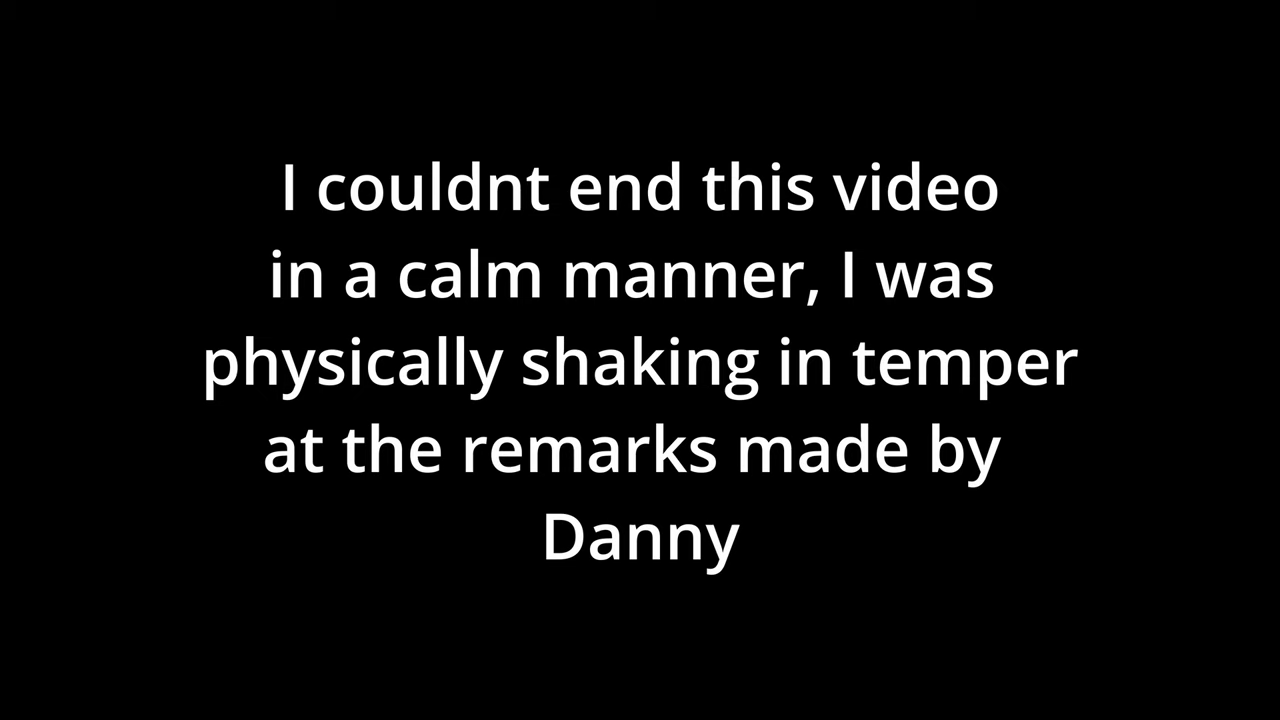 I couldnt end this video
in a calm manner, I was
physically shaking in temper
at the remarks made by
Danny